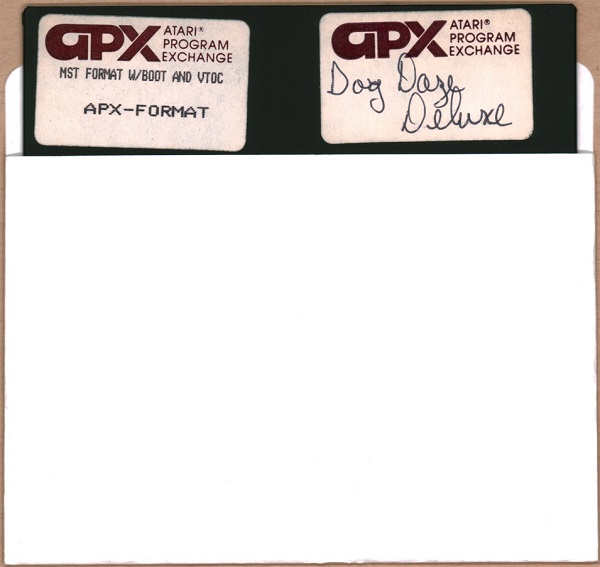 APX ATARI®
PROGRAM
EXCHANGE
MST FORMAT W/BOOT AND VTOC
APX-FORMAT
APX ATARI®
PROGRAM
EXCHANGE
Dog Daze
Deluxe